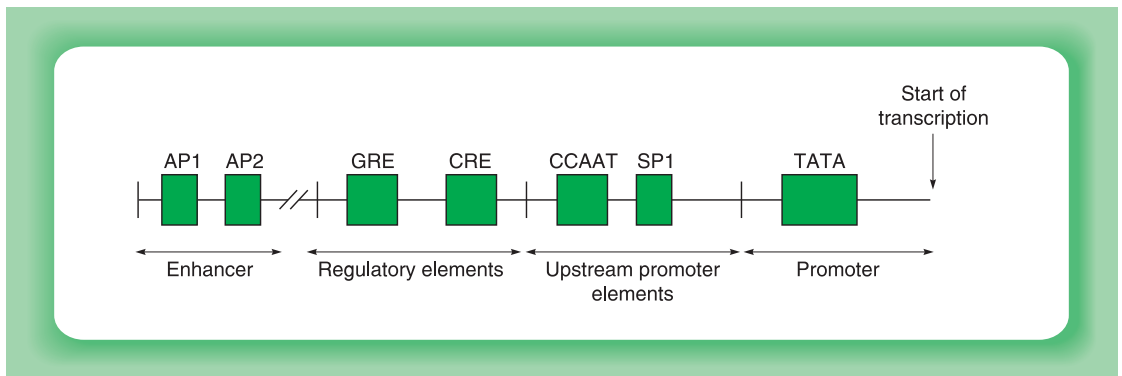 Start of
transcription
AP1 AP2 GRE CRE CCAAT SP1 TATA
Enhancer Regulatory elements Upstream promoter Promoter
elements